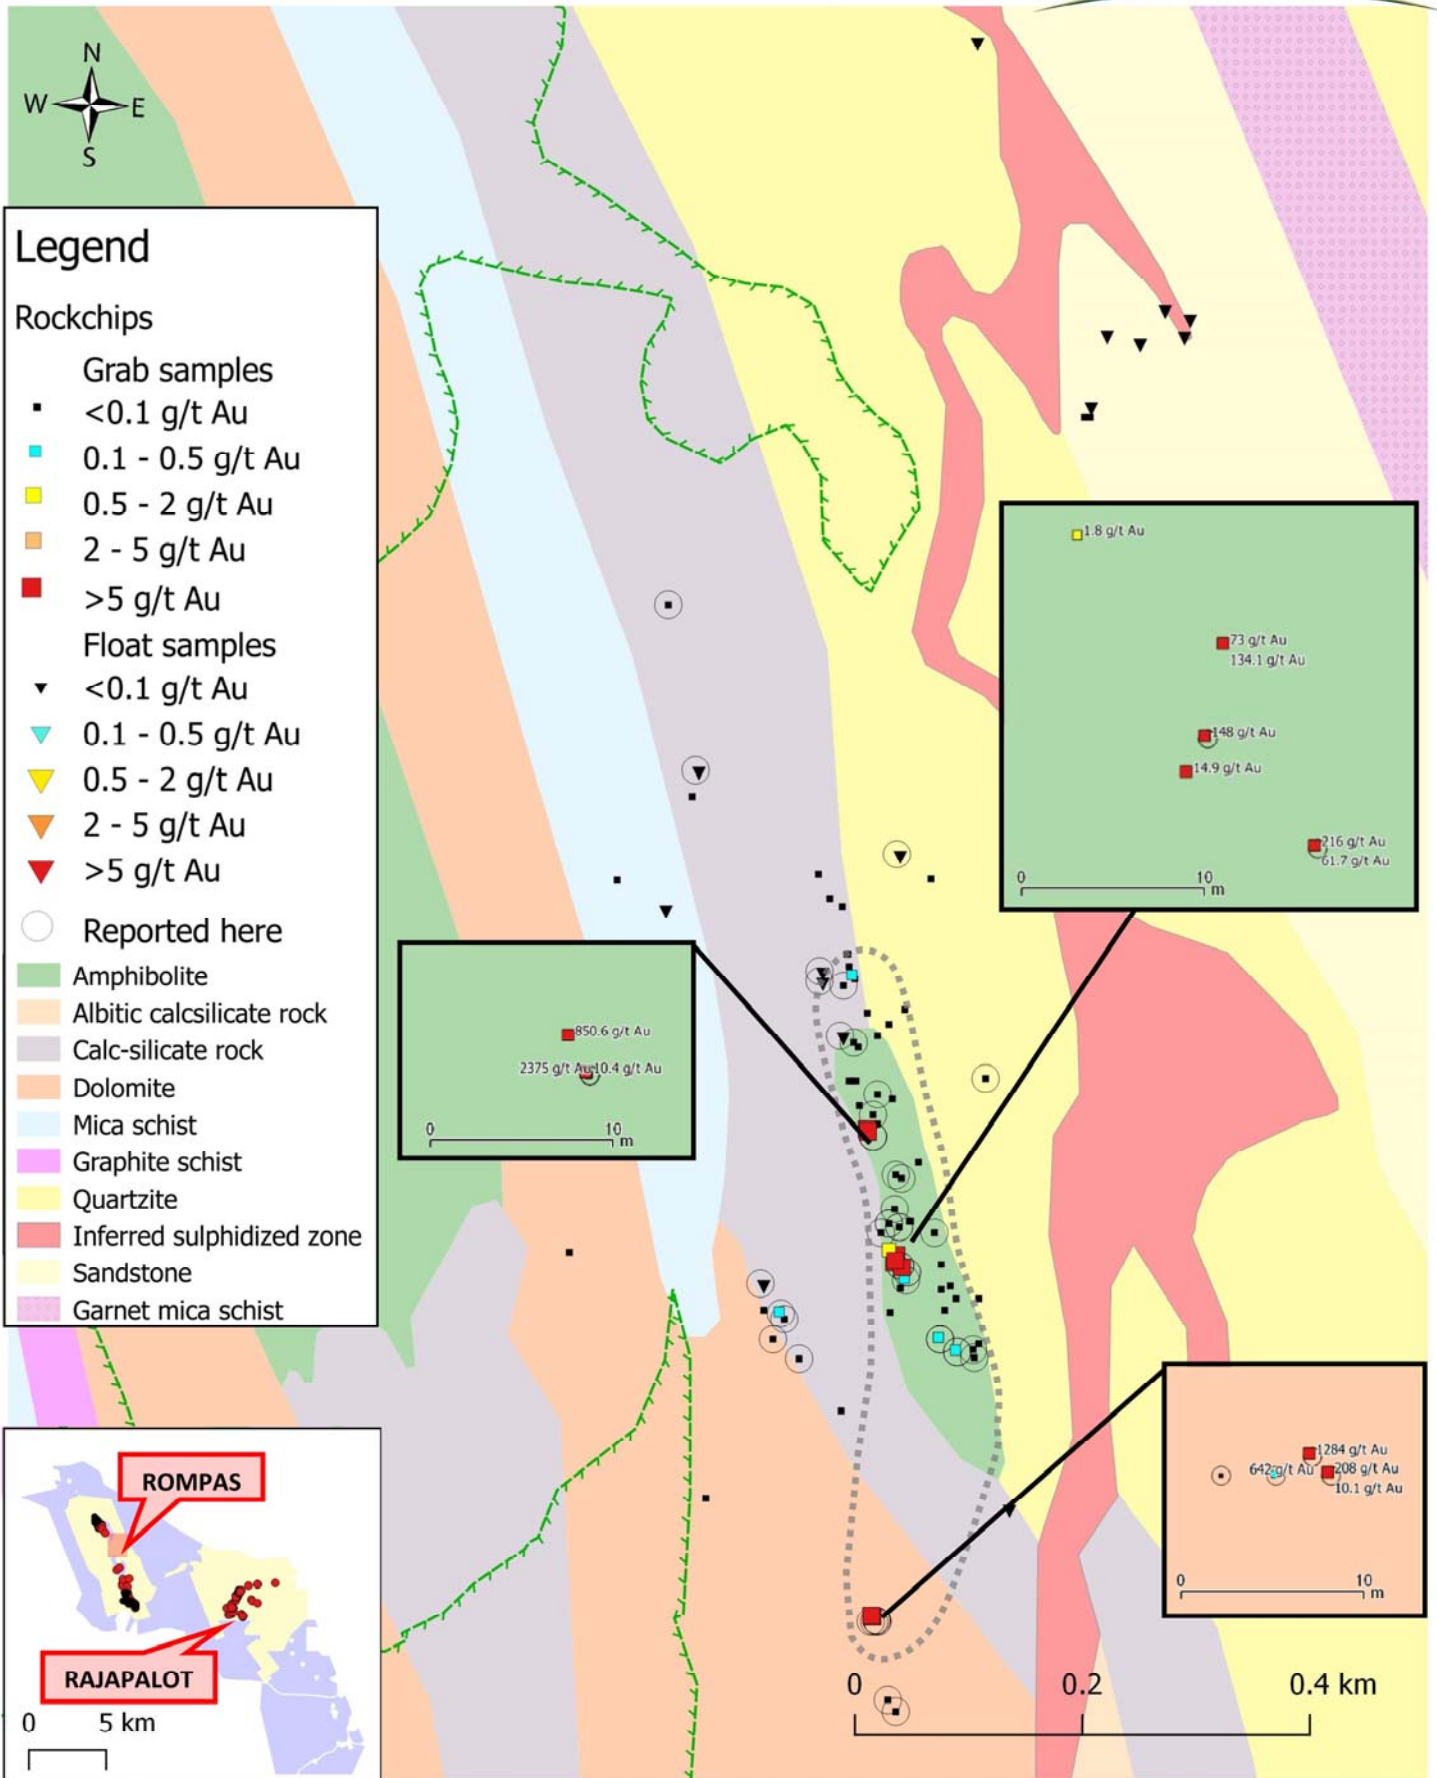 N
W E
S
Legend
Rockchips
Grab samples
<0.1 g/t Au
0.1 - 0.5 g/t Au
0.5 - 2 g/t Au
2 - 5 g/t Au
>5 g/t Au
Float samples
<0.1 g/t Au
0.1 - 0.5 g/t Au
0.5 - 2 g/t Au
2 - 5 g/t Au
>5 g/t Au
Reported here
Amphibolite
Albitic calcsilicate rock
Calc-silicate rock
Dolomite
Mica schist
Graphite schist
Quartzite
Inferred sulphidized zone
Sandstone
Garnet mica schist
1.8 g/t Au
73 g/t Au
134.1 g/t Au
148 g/t Au
14.9 g/t Au
216 g/t Au
61.7 g/t Au
0 10 m
850.6 g/t Au
2375 g/t Au 10.4 g/t Au
0 10 m
1284 g/t Au
642 g/t Au 208 g/t Au
10.1 g/t Au
0 10 m
ROMPAS
RAJAPALOT
0 5 km
0 0.2 0.4 km